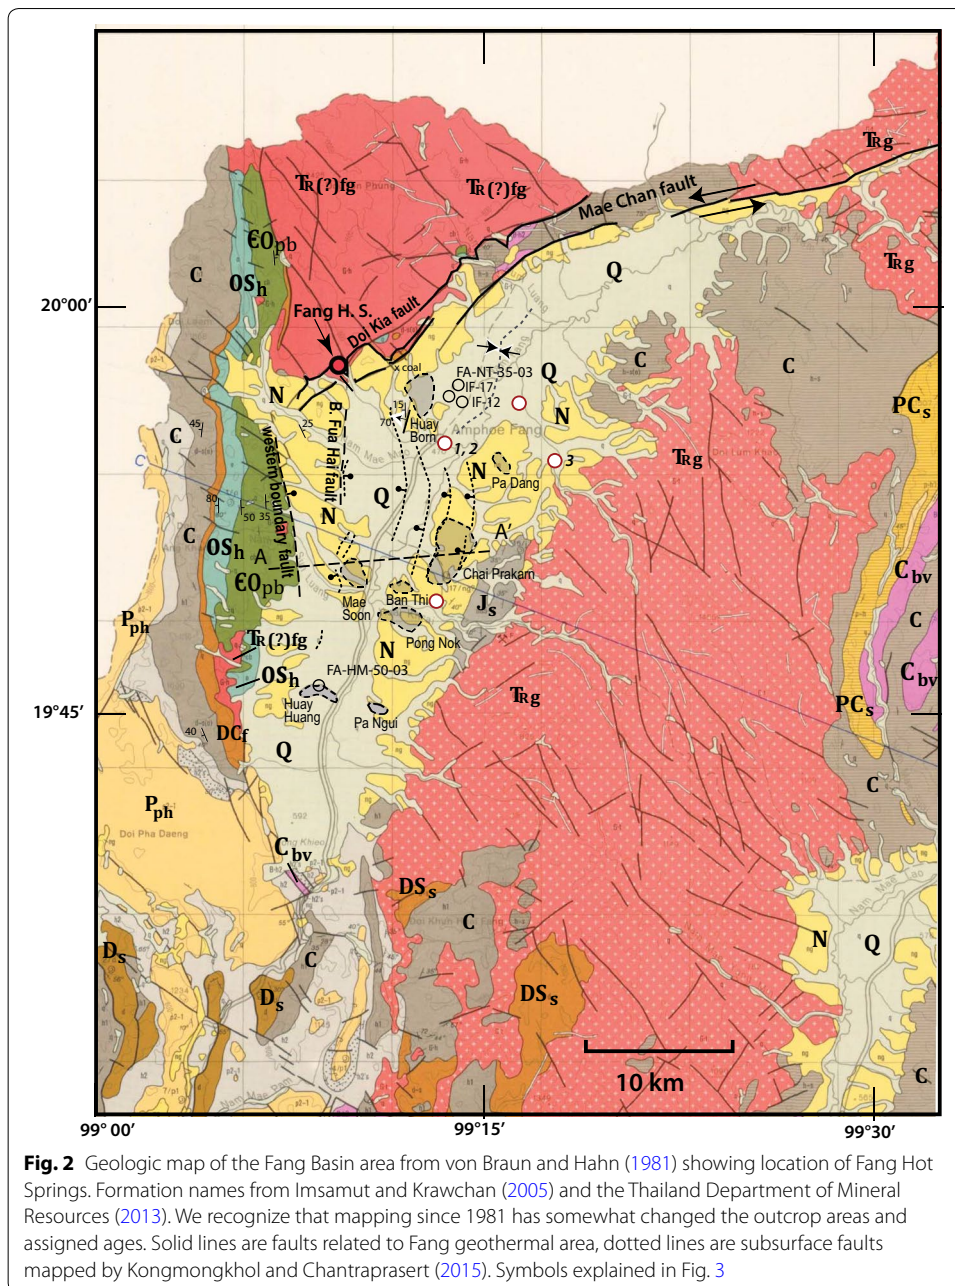 TRg
TR(?)fg
TR(?)fg
Mae Chan fault
ЄOpb
C
OSh
Q
TRg
20°00′
Fang H. S.
Doi Kia fault
x coal
FA-NT-35-03
IF-17
IF-12
C
C
Q
N
N
PCs
15
70
Huay
Born
Amphoe Fang
1, 2
3
TRg
45
C
25
B. Fua Hai fault
western boundary fault
N
Pa Dang
Q
N
80
50
35
C
OSh
A
A′
ЄOpb
Chai Prakarn
Cbv
Mae
Soon
Ban Thi
Js
C
Pph
Pong Nok
TR(?)fg
N
OSh
FA-HM-50-03
TRg
Cbv
PCs
19°45′
Huay
Huang
Pa Ngui
40
DCf
Q
C
Pph
Doi Pha Daeng
Cbv
DSs
C
N
Q
Ds
C
Ds
DSs
10 km
C
99°00′
99°15′
99°30′
Fig. 2 Geologic map of the Fang Basin area from von Braun and Hahn (1981) showing location of Fang Hot
Springs. Formation names from Imsamut and Krawchan (2005) and the Thailand Department of Mineral
Resources (2013). We recognize that mapping since 1981 has somewhat changed the outcrop areas and
assigned ages. Solid lines are faults related to Fang geothermal area, dotted lines are subsurface faults
mapped by Kongmongkhol and Chantraprasert (2015). Symbols explained in Fig. 3